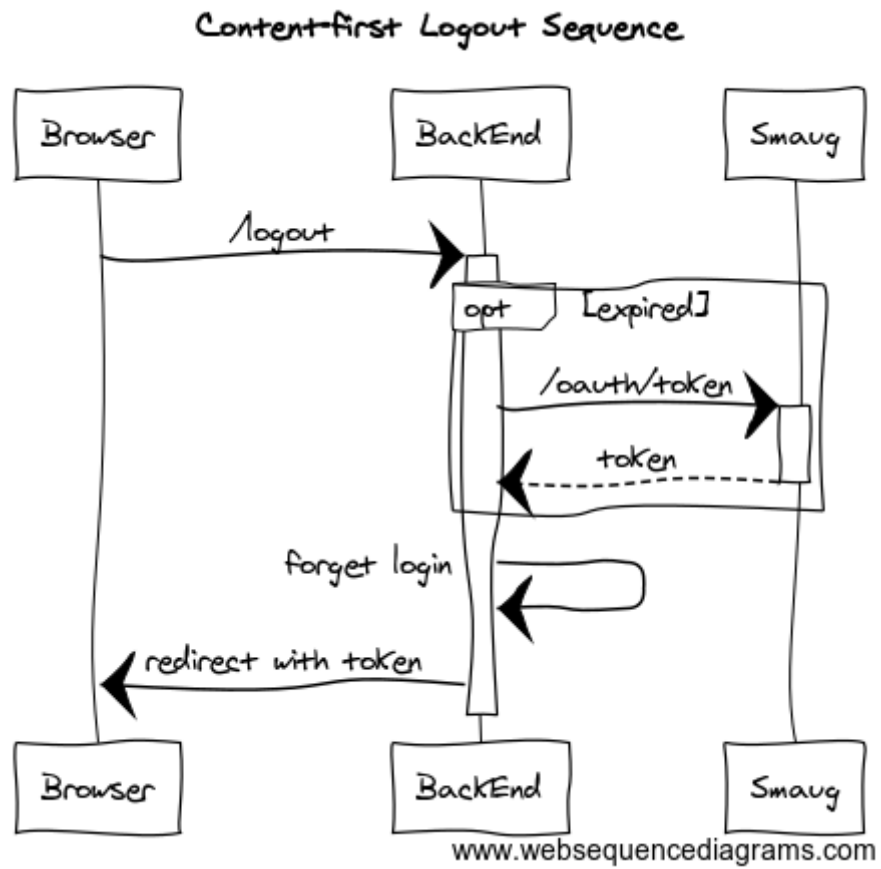 Content-first Logout Sequence
Browser
BackEnd
Smaug
/logout
opt
[expired]
/oauth/token
token
forget login
redirect with token
Browser
BackEnd
Smaug
www.websequencediagrams.com